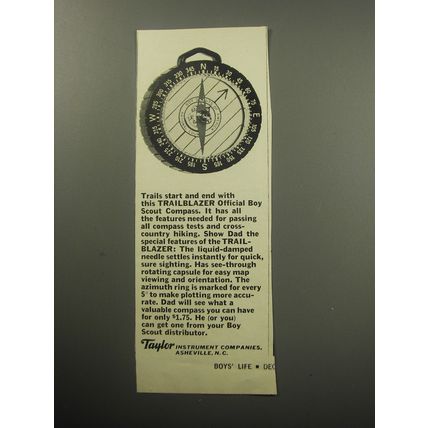 N
E
S
W
Trails start and end with
this TRAILBLAZER Official Boy
Scout Compass. It has all
the features needed for passing
all compass tests and cross-
country hiking. Show Dad the
special features of the TRAIL-
BLAZER: The liquid-damped
needle settles instantly for quick,
sure sighting. Has see-through
rotating capsule for easy map
viewing and orientation. The
azimuth ring is marked for every
5° to make plotting more accu-
rate. Dad will see what a
valuable compass you can have
for only $1.75. He (or you)
can get one from your Boy
Scout distributor.
Taylor INSTRUMENT COMPANIES.
ASHEVILLE, N.C.
BOYS' LIFE ■ DEC